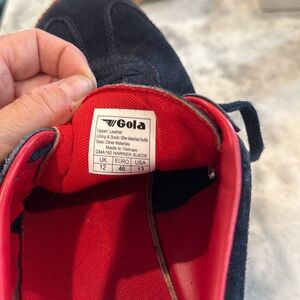 Gola
Upper: Leather
Lining & Sock: Other Materials/Textile
Sole: Other Materials
Made in Vietnam
CMA192 HARRIER SUEDE
UK EURO USA
12 46 13